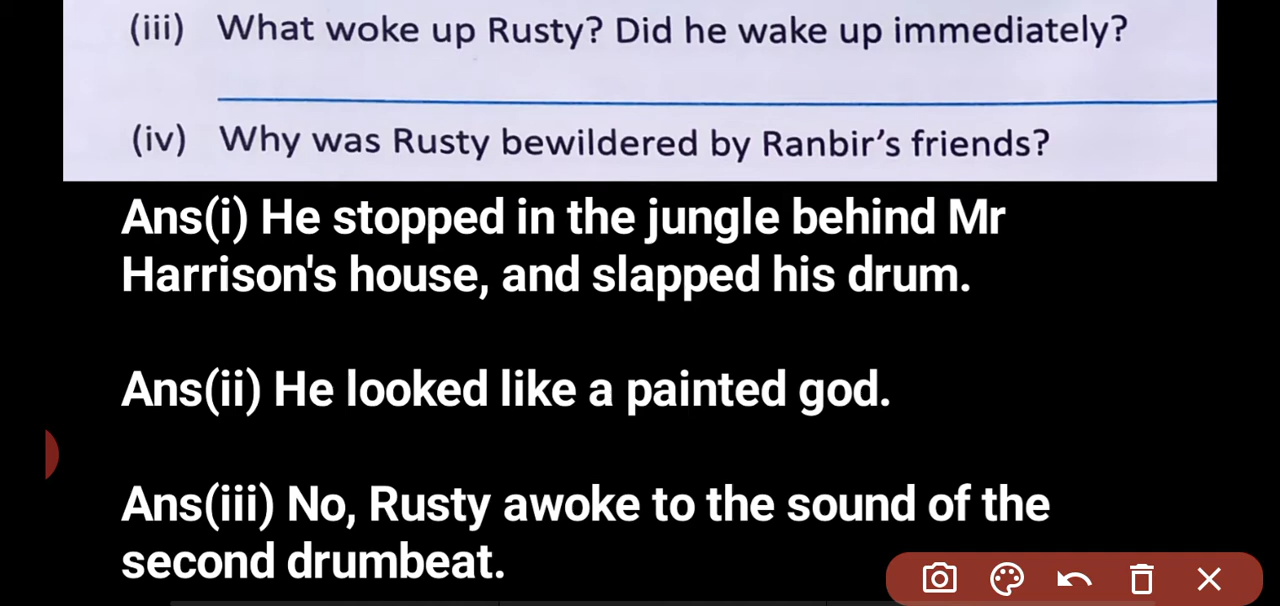 (iii) What woke up Rusty? Did he wake up immediately?
(iv) Why was Rusty bewildered by Ranbir's friends?
Ans(i) He stopped in the jungle behind Mr
Harrison's house, and slapped his drum.
Ans(ii) He looked like a painted god.
Ans(iii) No, Rusty awoke to the sound of the
second drumbeat.